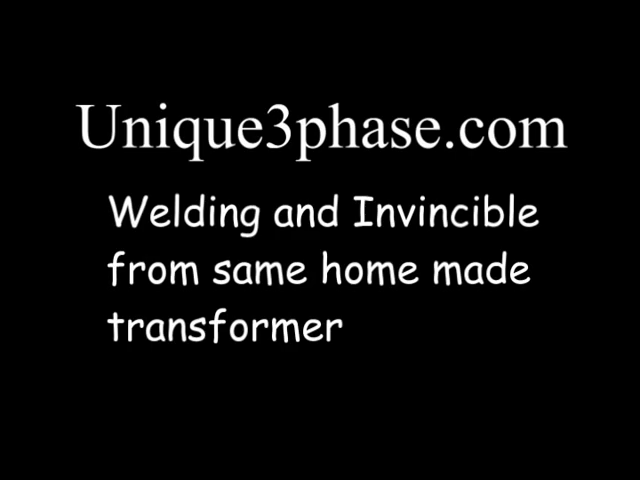 Unique3phase.com
Welding and Invincible
from same home made
transformer